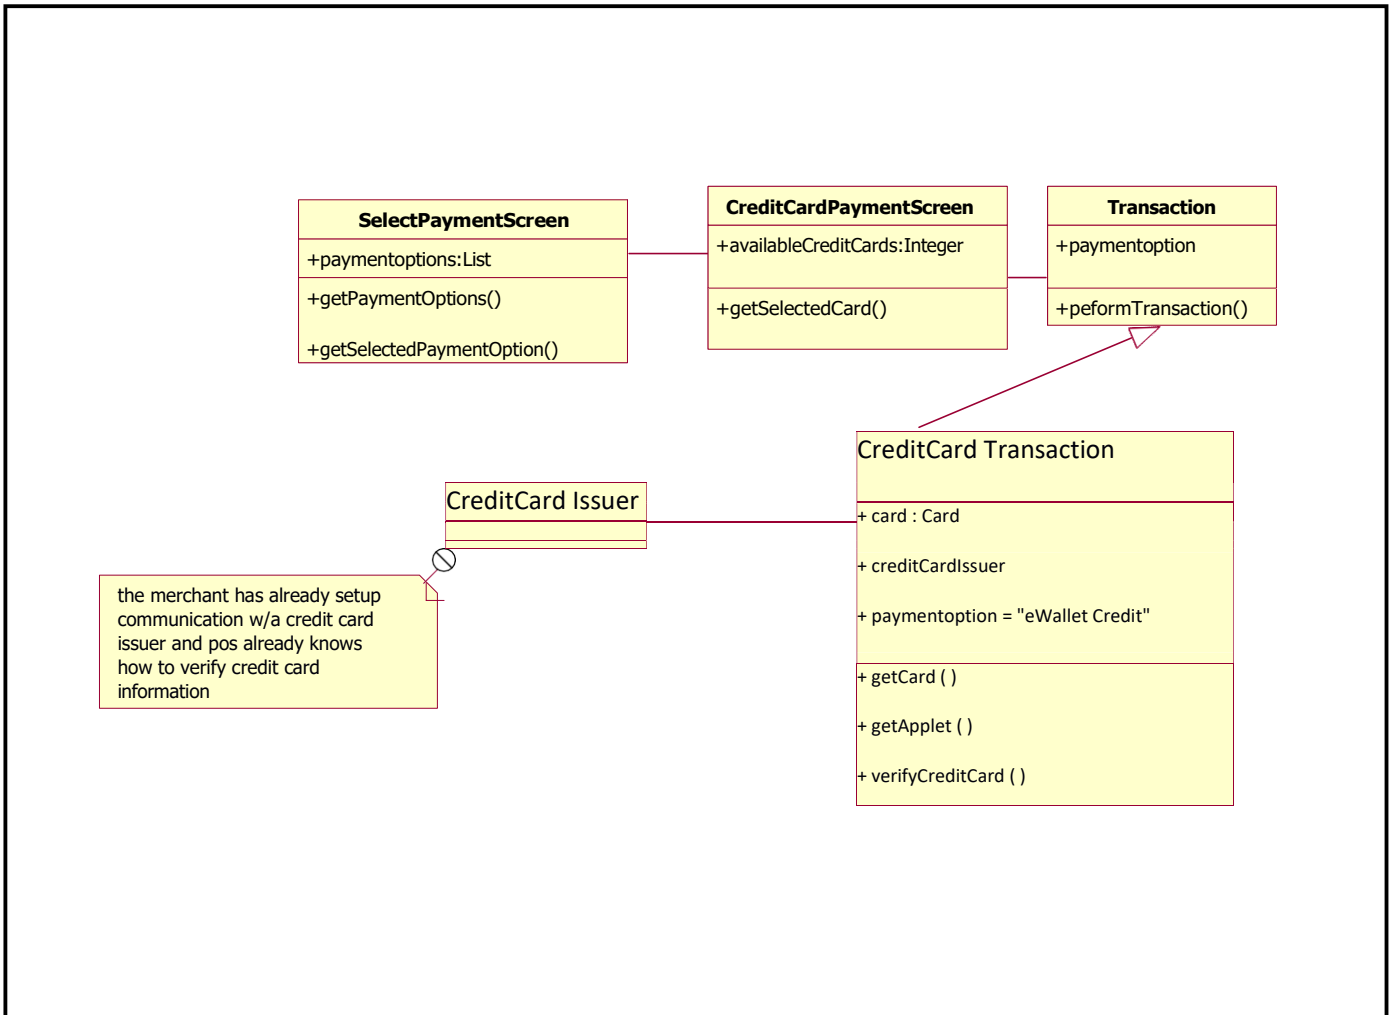 SelectPaymentScreen
+paymentoptions:List
+getPaymentOptions()
+getSelectedPaymentOption()
CreditCardPaymentScreen
+availableCreditCards:Integer
+getSelectedCard()
Transaction
+paymentoption
+peformTransaction()
CreditCard Issuer
CreditCard Transaction
+ card : Card
+ creditCardIssuer
+ paymentoption = "eWallet Credit"
+ getCard ( )
+ getApplet ( )
+ verifyCreditCard ( )
the merchant has already setup
communication w/a credit card
issuer and pos already knows
how to verify credit card
information